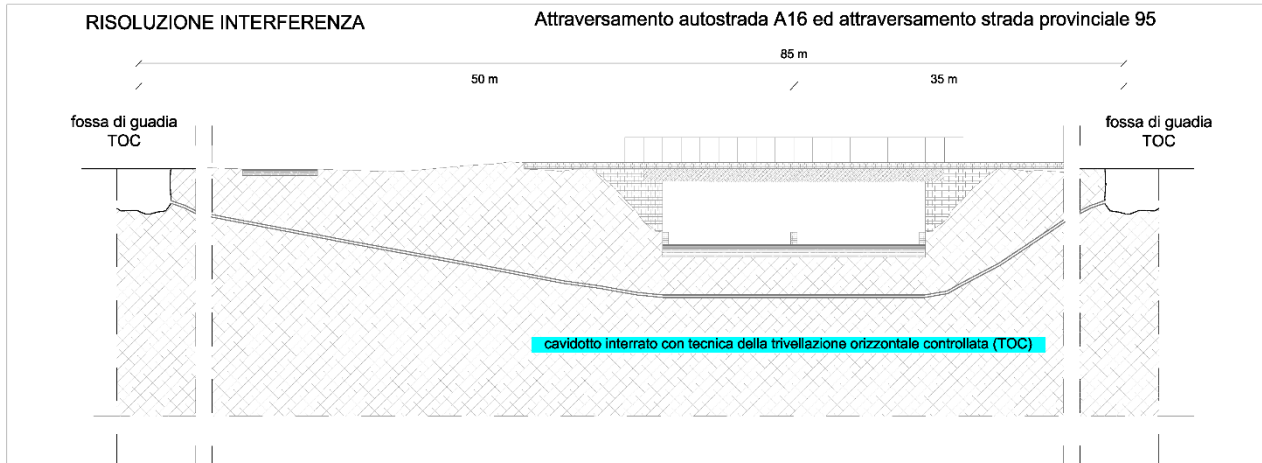 RISOLUZIONE INTERFERENZA
Attraversamento autostrada A16 ed attraversamento strada provinciale 95
85 m
50 m
35 m
fossa di guadia
TOC
fossa di guadia
TOC
cavidotto interrato con tecnica della trivellazione orizzontale controllata (TOC)